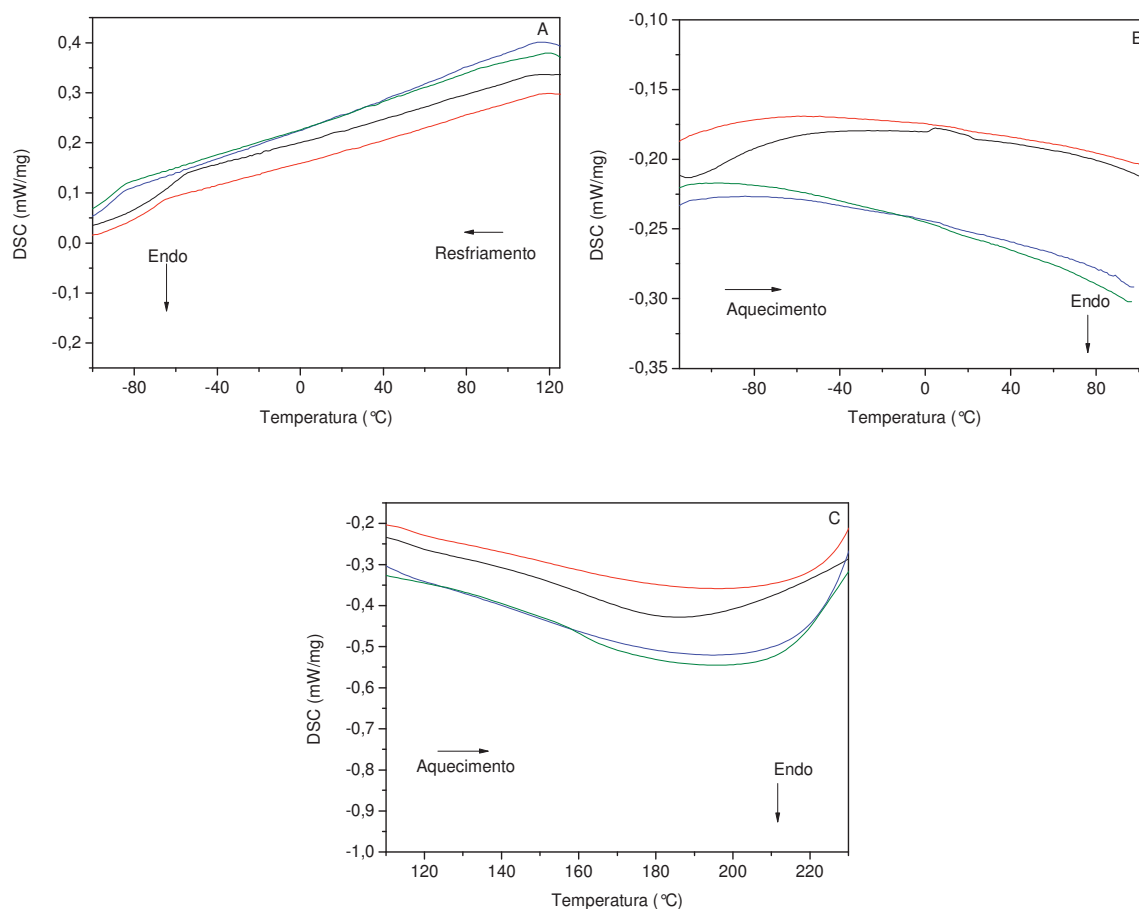 A
DSC (mW/mg)
0,4
0,3
0,2
0,1
0,0
-0,1
-0,2
Endo
Resfriamento
-80
-40
0
40
80
120
Temperatura (°C)
DSC (mW/mg)
-0,10
-0,15
-0,20
-0,25
-0,30
-0,35
Aquecimento
Endo
-80
-40
0
40
80
Temperatura (°C)
C
DSC (mW/mg)
-0,2
-0,3
-0,4
-0,5
-0,6
-0,7
-0,8
-0,9
-1,0
Aquecimento
Endo
120
140
160
180
200
220
Temperatura (°C)